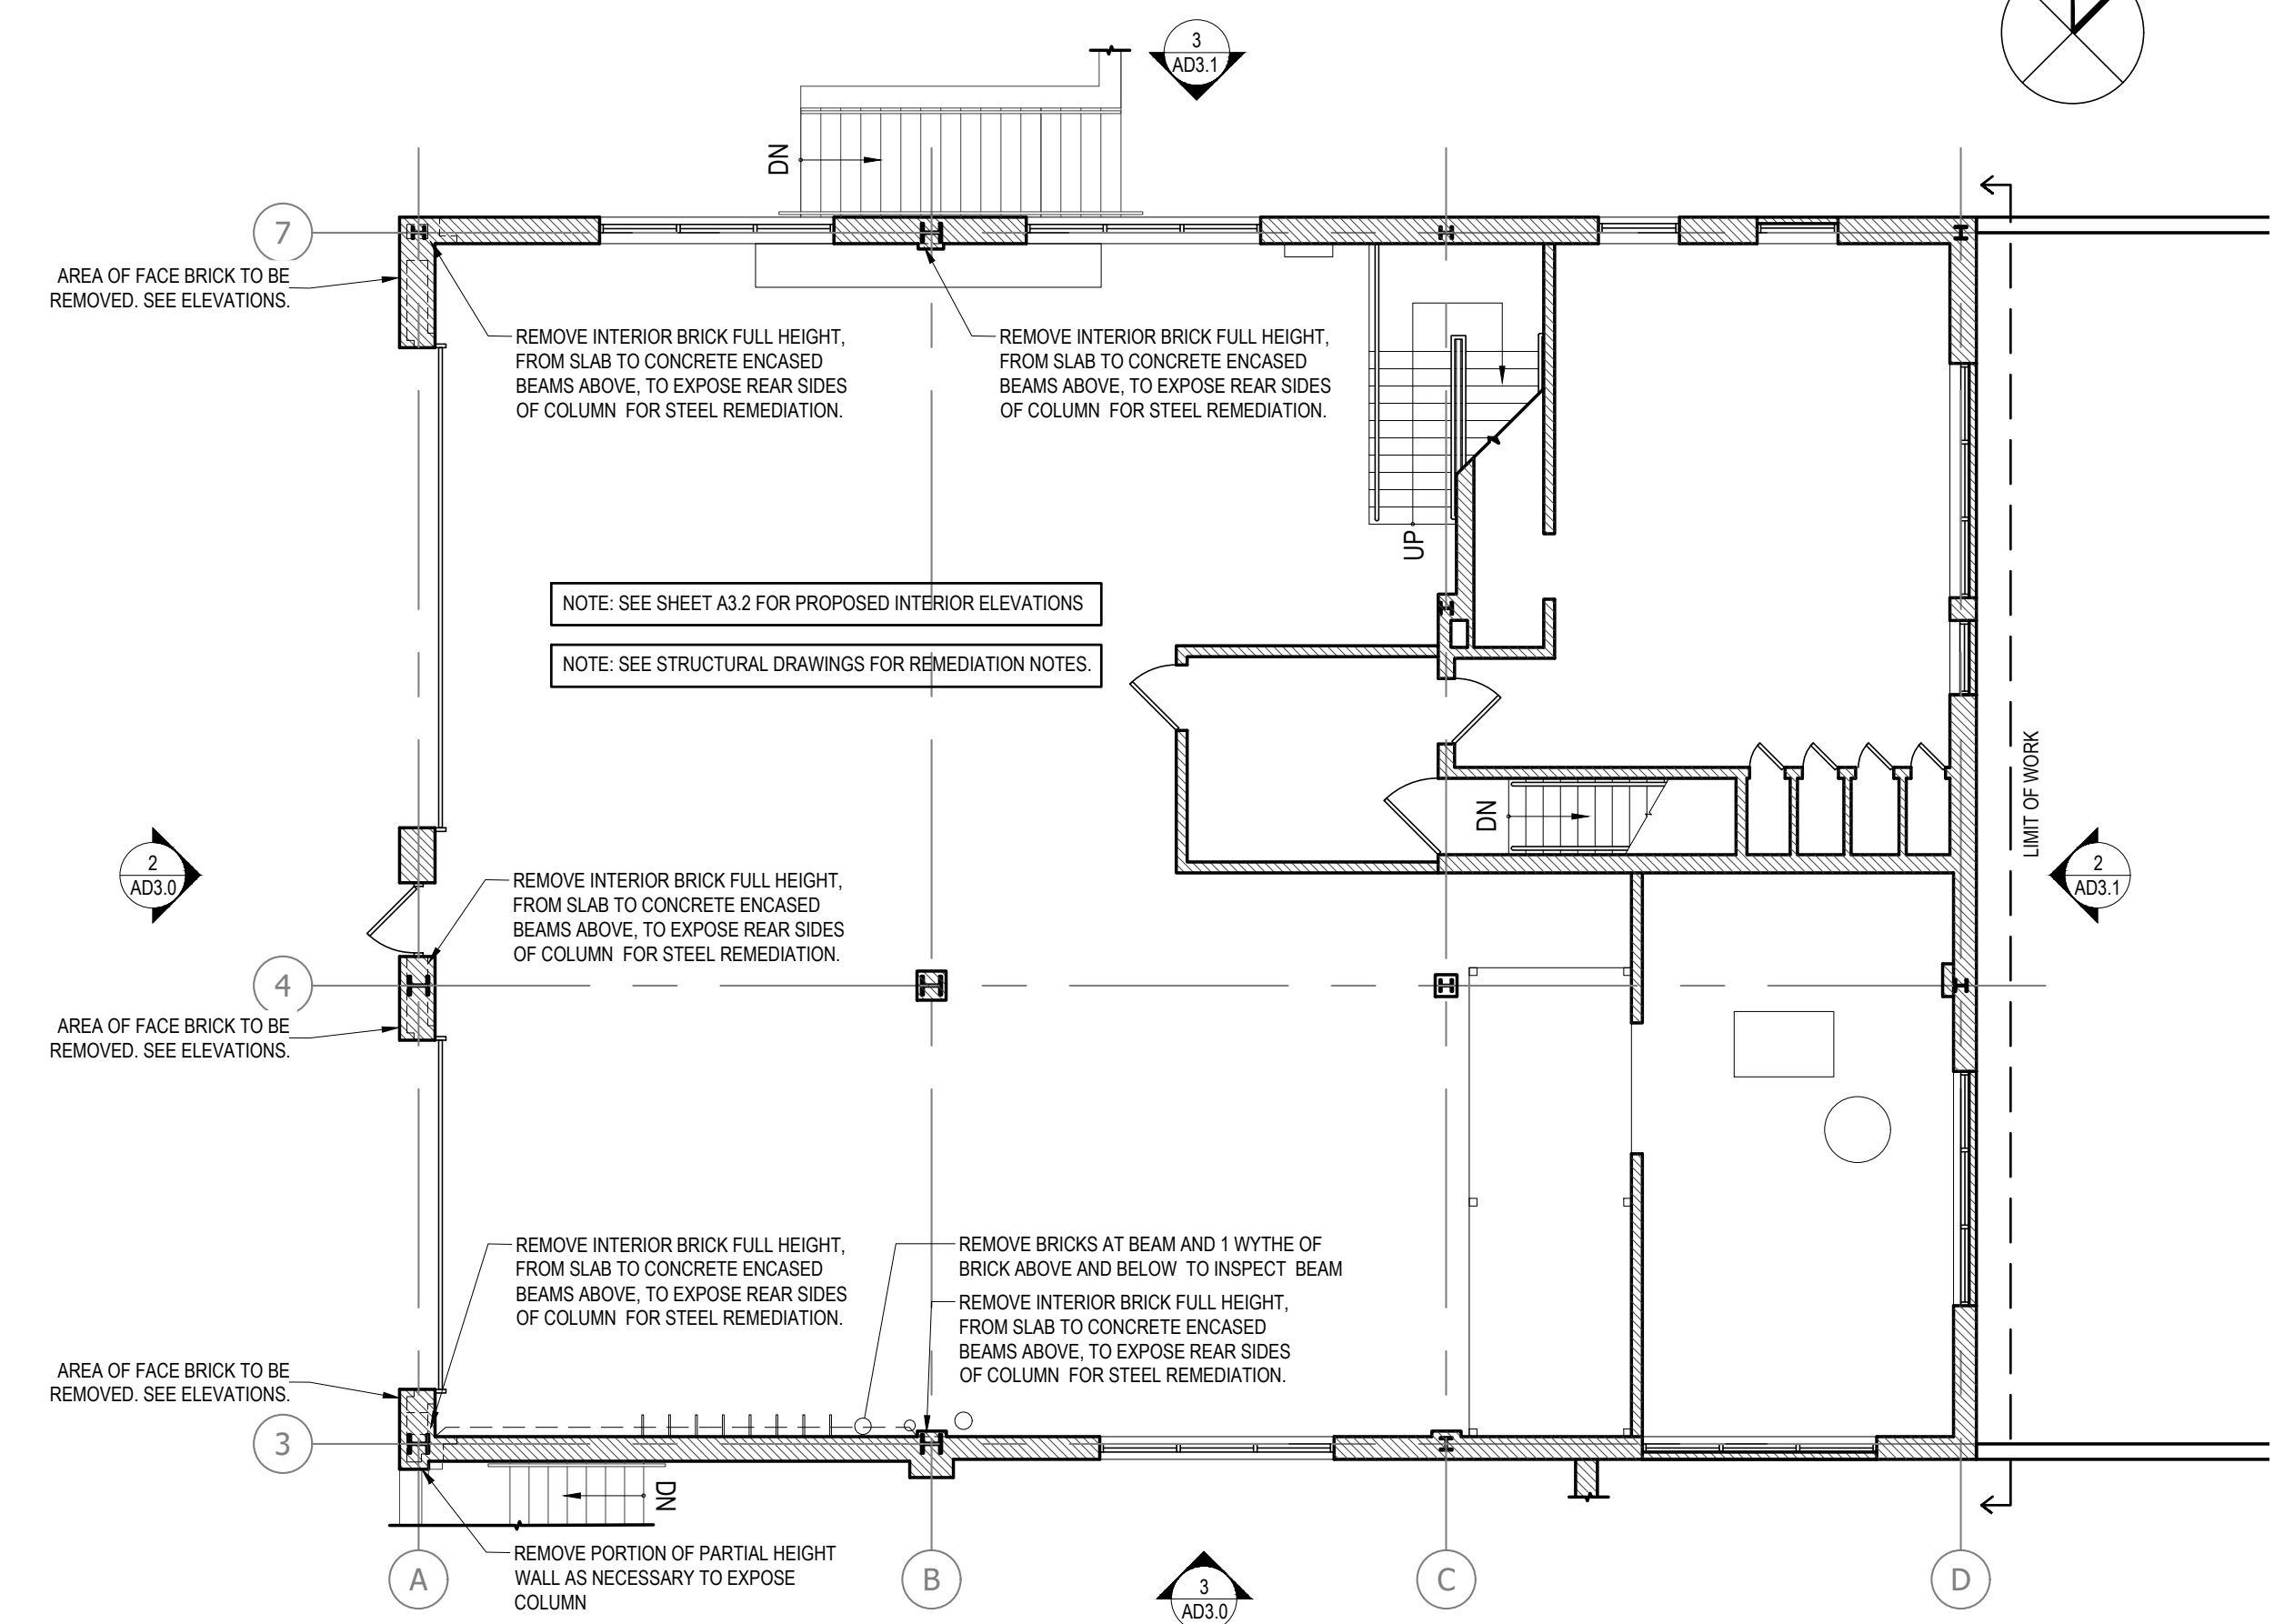 3
AD3.1
DN
7
AREA OF FACE BRICK TO BE
REMOVED. SEE ELEVATIONS.
REMOVE INTERIOR BRICK FULL HEIGHT,
FROM SLAB TO CONCRETE ENCASED
BEAMS ABOVE, TO EXPOSE REAR SIDES
OF COLUMN FOR STEEL REMEDIATION.
REMOVE INTERIOR BRICK FULL HEIGHT,
FROM SLAB TO CONCRETE ENCASED
BEAMS ABOVE, TO EXPOSE REAR SIDES
OF COLUMN FOR STEEL REMEDIATION.
UP
NOTE: SEE SHEET A3.2 FOR PROPOSED INTERIOR ELEVATIONS
NOTE: SEE STRUCTURAL DRAWINGS FOR REMEDIATION NOTES.
LIMIT OF WORK
DN
2
AD3.0
2
AD3.1
REMOVE INTERIOR BRICK FULL HEIGHT,
FROM SLAB TO CONCRETE ENCASED
BEAMS ABOVE, TO EXPOSE REAR SIDES
OF COLUMN FOR STEEL REMEDIATION.
4
AREA OF FACE BRICK TO BE
REMOVED. SEE ELEVATIONS.
REMOVE INTERIOR BRICK FULL HEIGHT,
FROM SLAB TO CONCRETE ENCASED
BEAMS ABOVE, TO EXPOSE REAR SIDES
OF COLUMN FOR STEEL REMEDIATION.
REMOVE BRICKS AT BEAM AND 1 WYTHE OF
BRICK ABOVE AND BELOW TO INSPECT BEAM
REMOVE INTERIOR BRICK FULL HEIGHT,
FROM SLAB TO CONCRETE ENCASED
BEAMS ABOVE, TO EXPOSE REAR SIDES
OF COLUMN FOR STEEL REMEDIATION.
AREA OF FACE BRICK TO BE
REMOVED. SEE ELEVATIONS.
3
DN
REMOVE PORTION OF PARTIAL HEIGHT
WALL AS NECESSARY TO EXPOSE
COLUMN
A
B
C
D
3
AD3.0